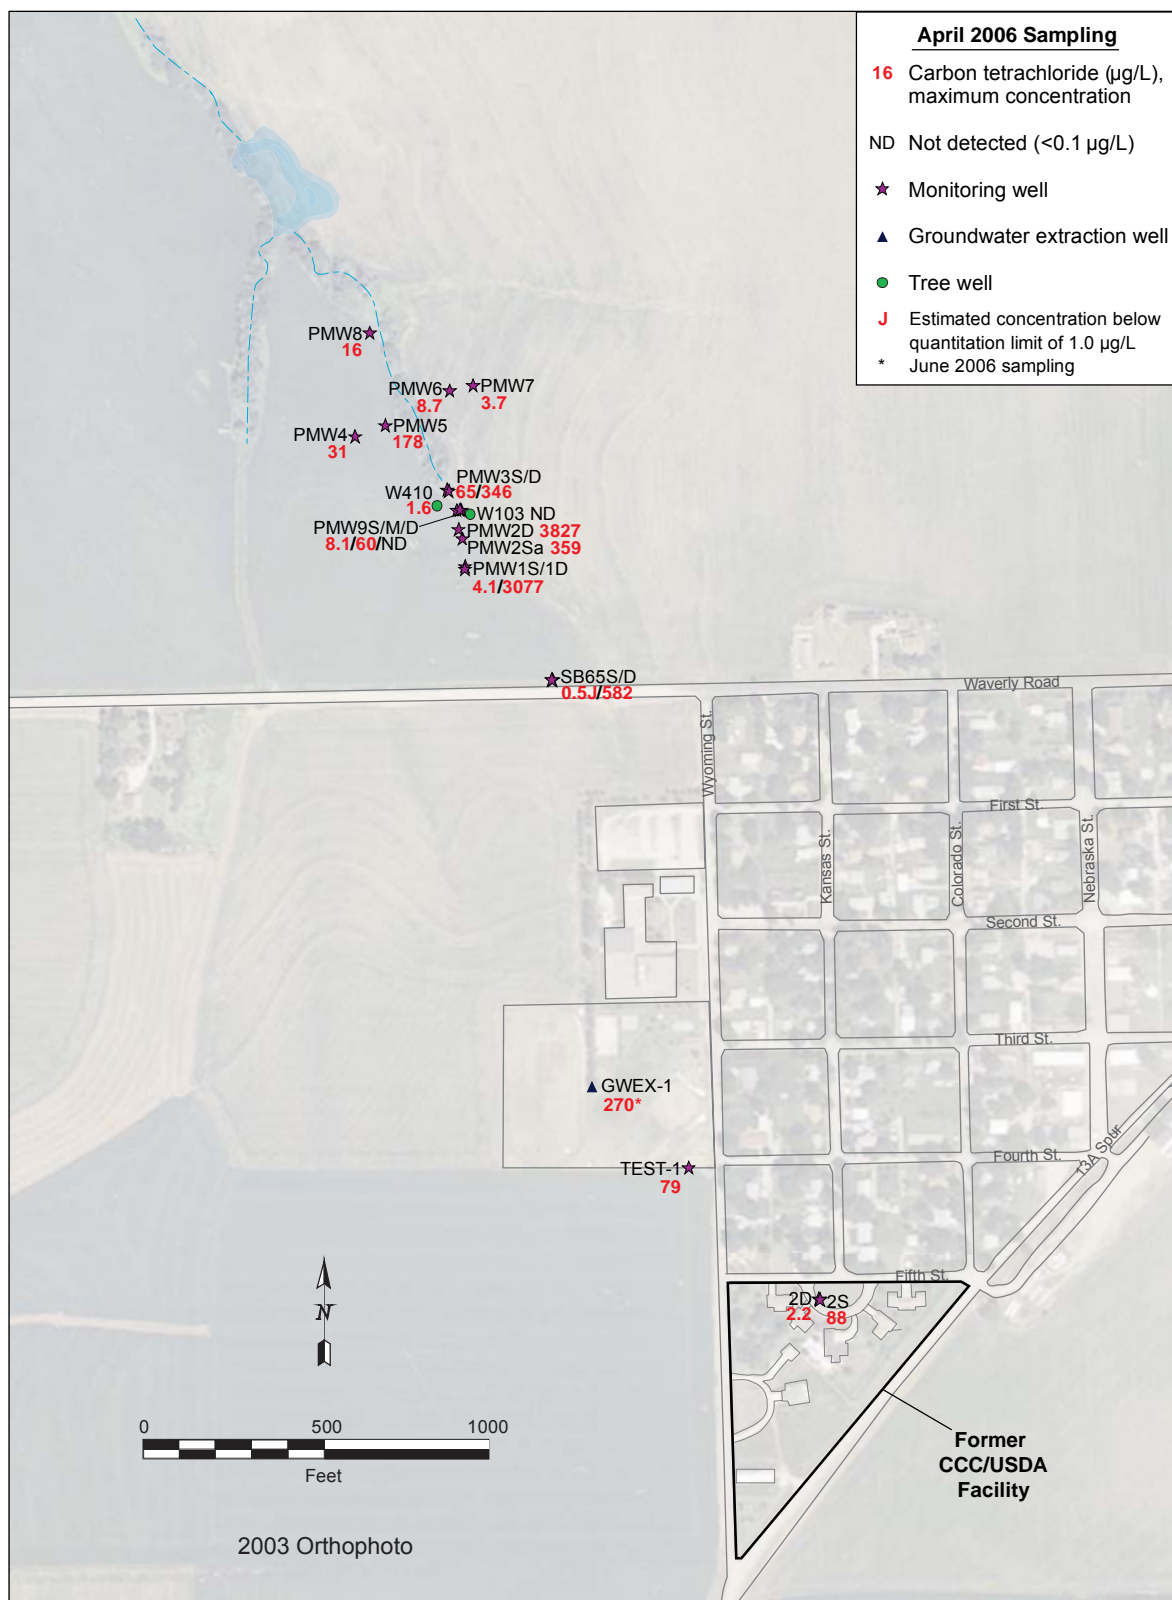 April 2006 Sampling
16 Carbon tetrachloride (µg/L),
maximum concentration
ND Not detected (<0.1 µg/L)
Monitoring well
Groundwater extraction well
Tree well
J Estimated concentration below
quantitation limit of 1.0 µg/L
* June 2006 sampling
PMW8
16
PMW6
8.7
PMW7
3.7
PMW5
178
PMW4
31
PMW3S/D
65/346
W410
1.6
W103 ND
PMW9S/M/D
8.1/60/ND
PMW2D 3827
PMW2Sa 359
PMW1S/1D
4.1/3077
SB65S/D
0.5J/582
Waverly Road
Wyoming St.
First St.
Kansas St.
Colorado St.
Nebraska St.
Second St.
Third St.
GWEX-1
270*
Fourth St.
13A Spur
TEST-1
79
Fifth St.
2D 2S
2.2 88
N
0 500 1000
Feet
Former
CCC/USDA
Facility
2003 Orthophoto